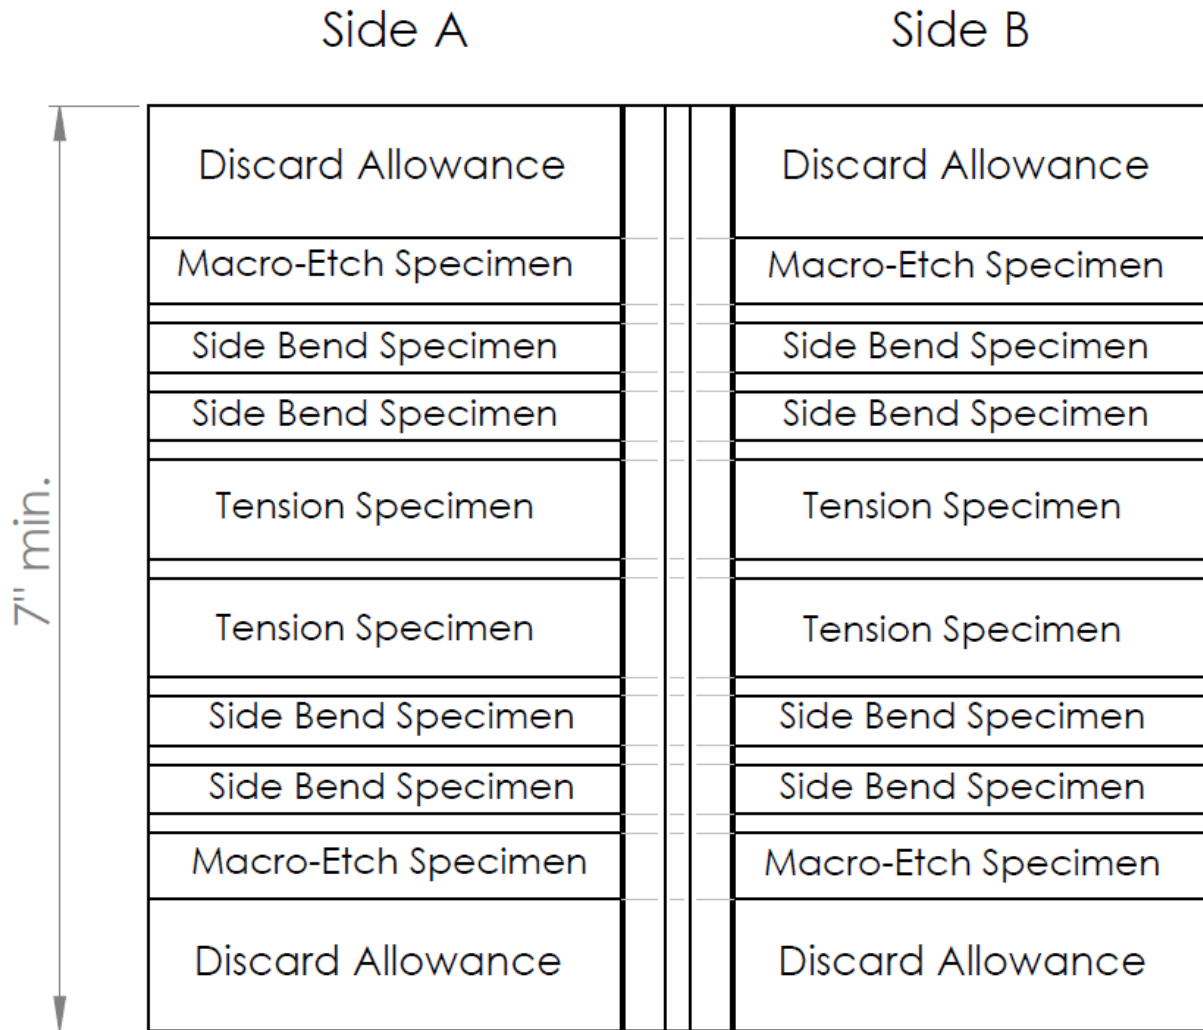 Side A Side B
Discard Allowance Discard Allowance
Macro-Etch Specimen Macro-Etch Specimen
Side Bend Specimen Side Bend Specimen
Side Bend Specimen Side Bend Specimen
Tension Specimen Tension Specimen
7" min.
Tension Specimen Tension Specimen
Side Bend Specimen Side Bend Specimen
Side Bend Specimen Side Bend Specimen
Macro-Etch Specimen Macro-Etch Specimen
Discard Allowance Discard Allowance